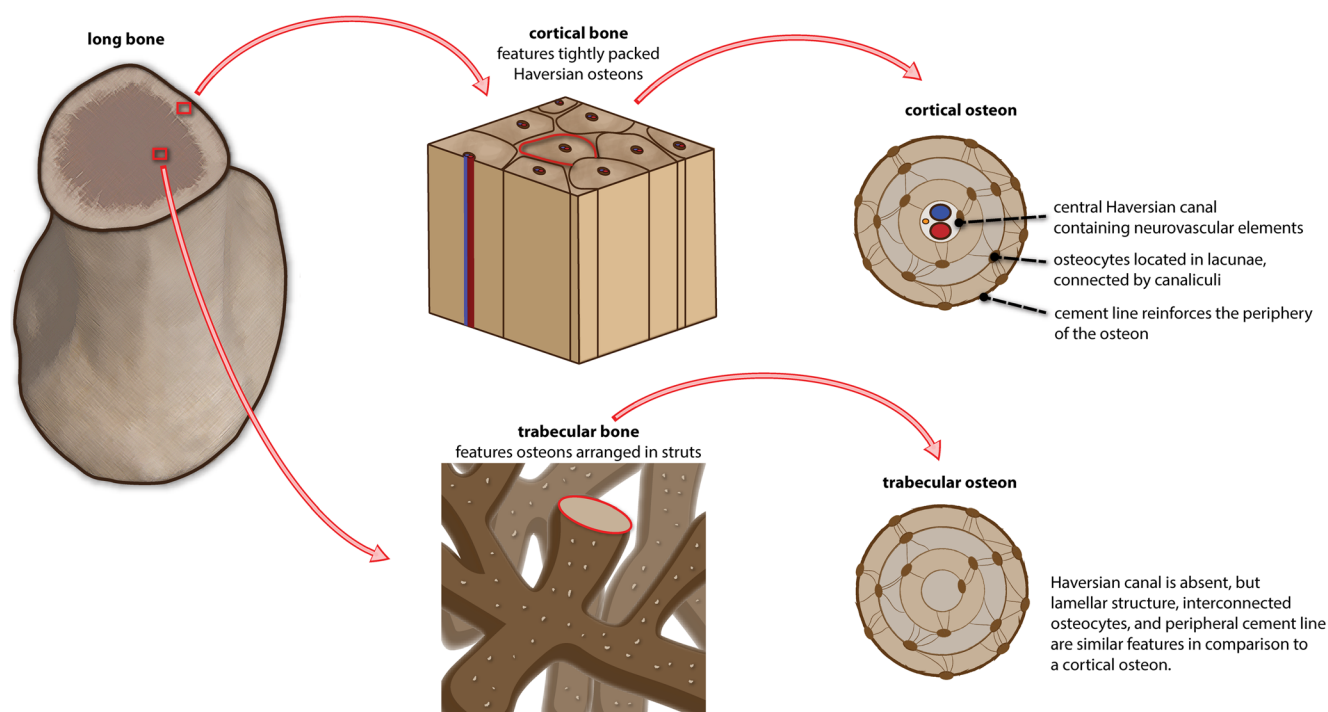 long bone
cortical bone
features tightly packed
Haversian osteons
cortical osteon
central Haversian canal
containing neurovascular elements
osteocytes located in lacunae,
connected by canaliculi
cement line reinforces the periphery
of the osteon
trabecular bone
features osteons arranged in struts
trabecular osteon
Haversian canal is absent, but
lamellar structure, interconnected
osteocytes, and peripheral cement line
are similar features in comparison to
a cortical osteon.